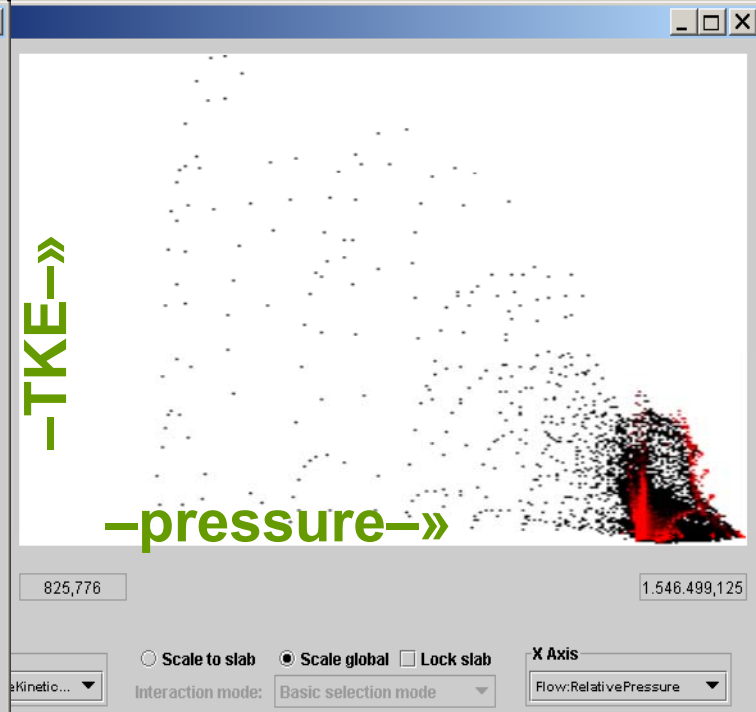 –TKE–»
–pressure–»
825,776
1.546.499,125
Scale to slab
Scale global
Lock slab
X Axis
eKinetic...
Interaction mode:
Basic selection mode
Flow:RelativePressure